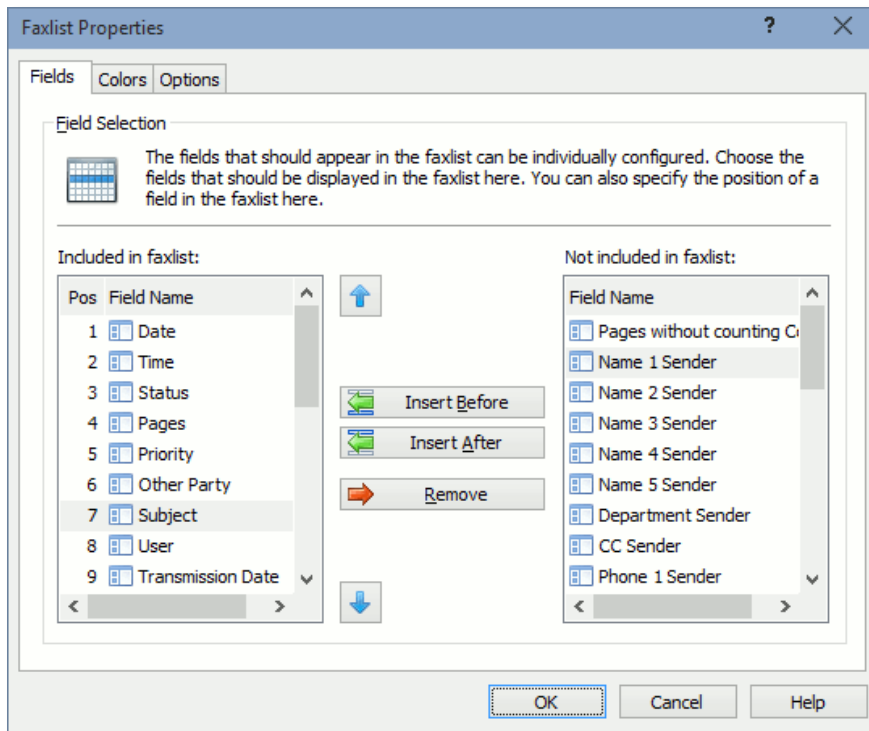 Faxlist Properties
?
Fields Colors Options
Field Selection
The fields that should appear in the faxlist can be individually configured. Choose the
fields that should be displayed in the faxlist here. You can also specify the position of a
field in the faxlist here.
Included in faxlist:
Pos Field Name
1 Date
2 Time
3 Status
4 Pages
5 Priority
6 Other Party
7 Subject
8 User
9 Transmission Date
Insert Before
Insert After
Remove
Not included in faxlist:
Field Name
Pages without counting
Name 1 Sender
Name 2 Sender
Name 3 Sender
Name 4 Sender
Name 5 Sender
Department Sender
CC Sender
Phone 1 Sender
OK Cancel Help